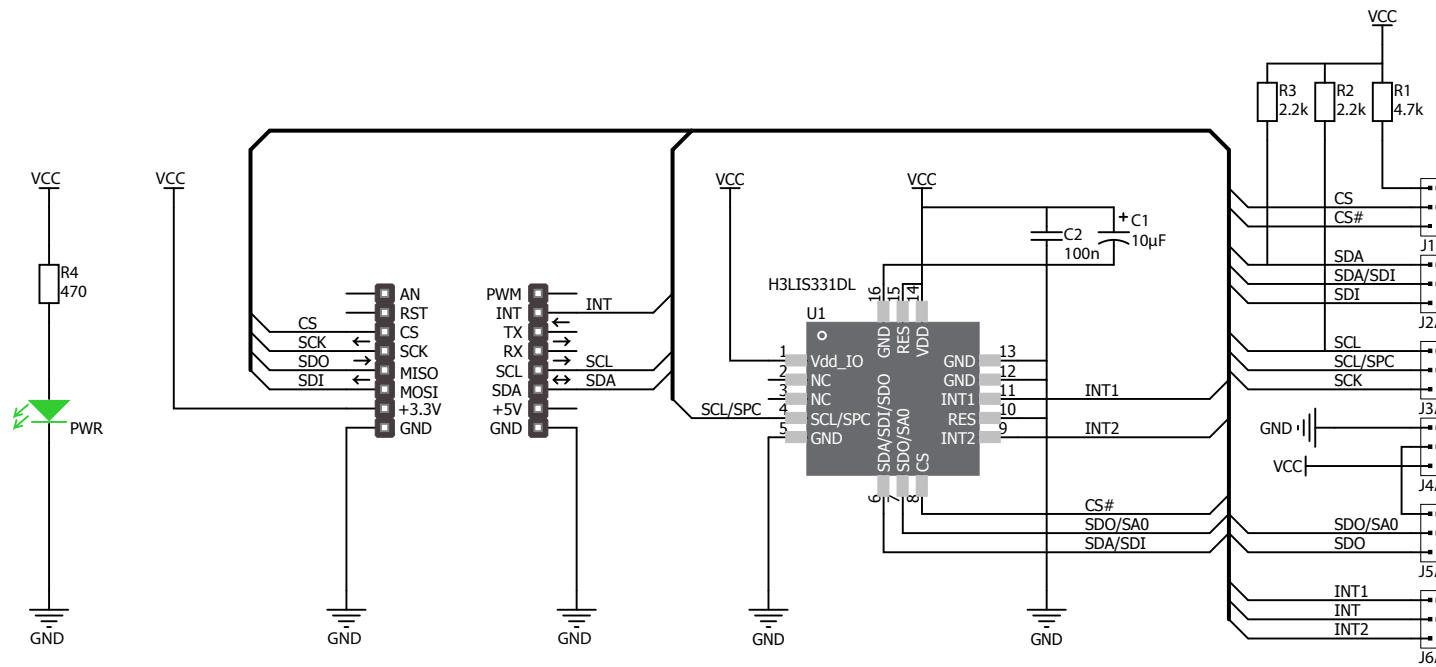 VCC
R3
2.2k
R2
2.2k
R1
4.7k
VCC
VCC
VCC
VCC
R4
470
PWR
GND
AN
RST
CS
SCK
MISO
MOSI
+3.3V
GND
CS
SCK
SDO
SDI
GND
PWM
INT
TX
RX
SCL
SDA
+5V
GND
INT
SCL
SDA
GND
+ C1
10µF
C2
100n
H3LIS331DL
U1
16
15
14
GND
RES
VDD
1
Vdd_IO
2
NC
3
NC
4
SCL/SPC
5
GND
SCL/SPC
GND
13
GND
12
GND
11
INT1
10
RES
9
INT2
INT1
INT2
SDA/SDI/SDO
SDO/SA0
CS
6
7
8
CS#
SDO/SA0
SDA/SDI
GND
GND
CS
CS#
J1
SDA
SDA/SDI
SDI
SCL
SCL/SPC
SCK
GND
VCC
SDO/SA0
SDO
INT1
INT
INT2